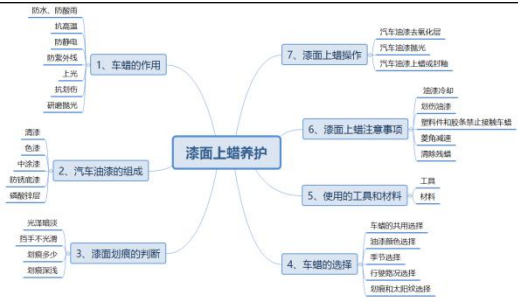 漆面上蜡养护
1、车蜡的作用
防水、防酸雨
抗高温
防静电
防紫外线
上光
抗划伤
研磨抛光
2、汽车油漆的组成
清漆
色漆
中涂漆
防锈底漆
磷酸锌层
3、漆面划痕的判断
光泽暗淡
挡手不光滑
划痕多少
划痕深浅
4、车蜡的选择
车蜡的共用选择
油漆颜色选择
季节选择
行驶路况选择
划痕和太阳纹选择
5、使用的工具和材料
工具
材料
6、漆面上蜡注意事项
油漆冷却
划伤油漆
塑料件和胶条禁止接触车蜡
菱角减速
清除残蜡
7、漆面上蜡操作
汽车油漆去氧化层
汽车油漆抛光
汽车油漆上蜡或封釉